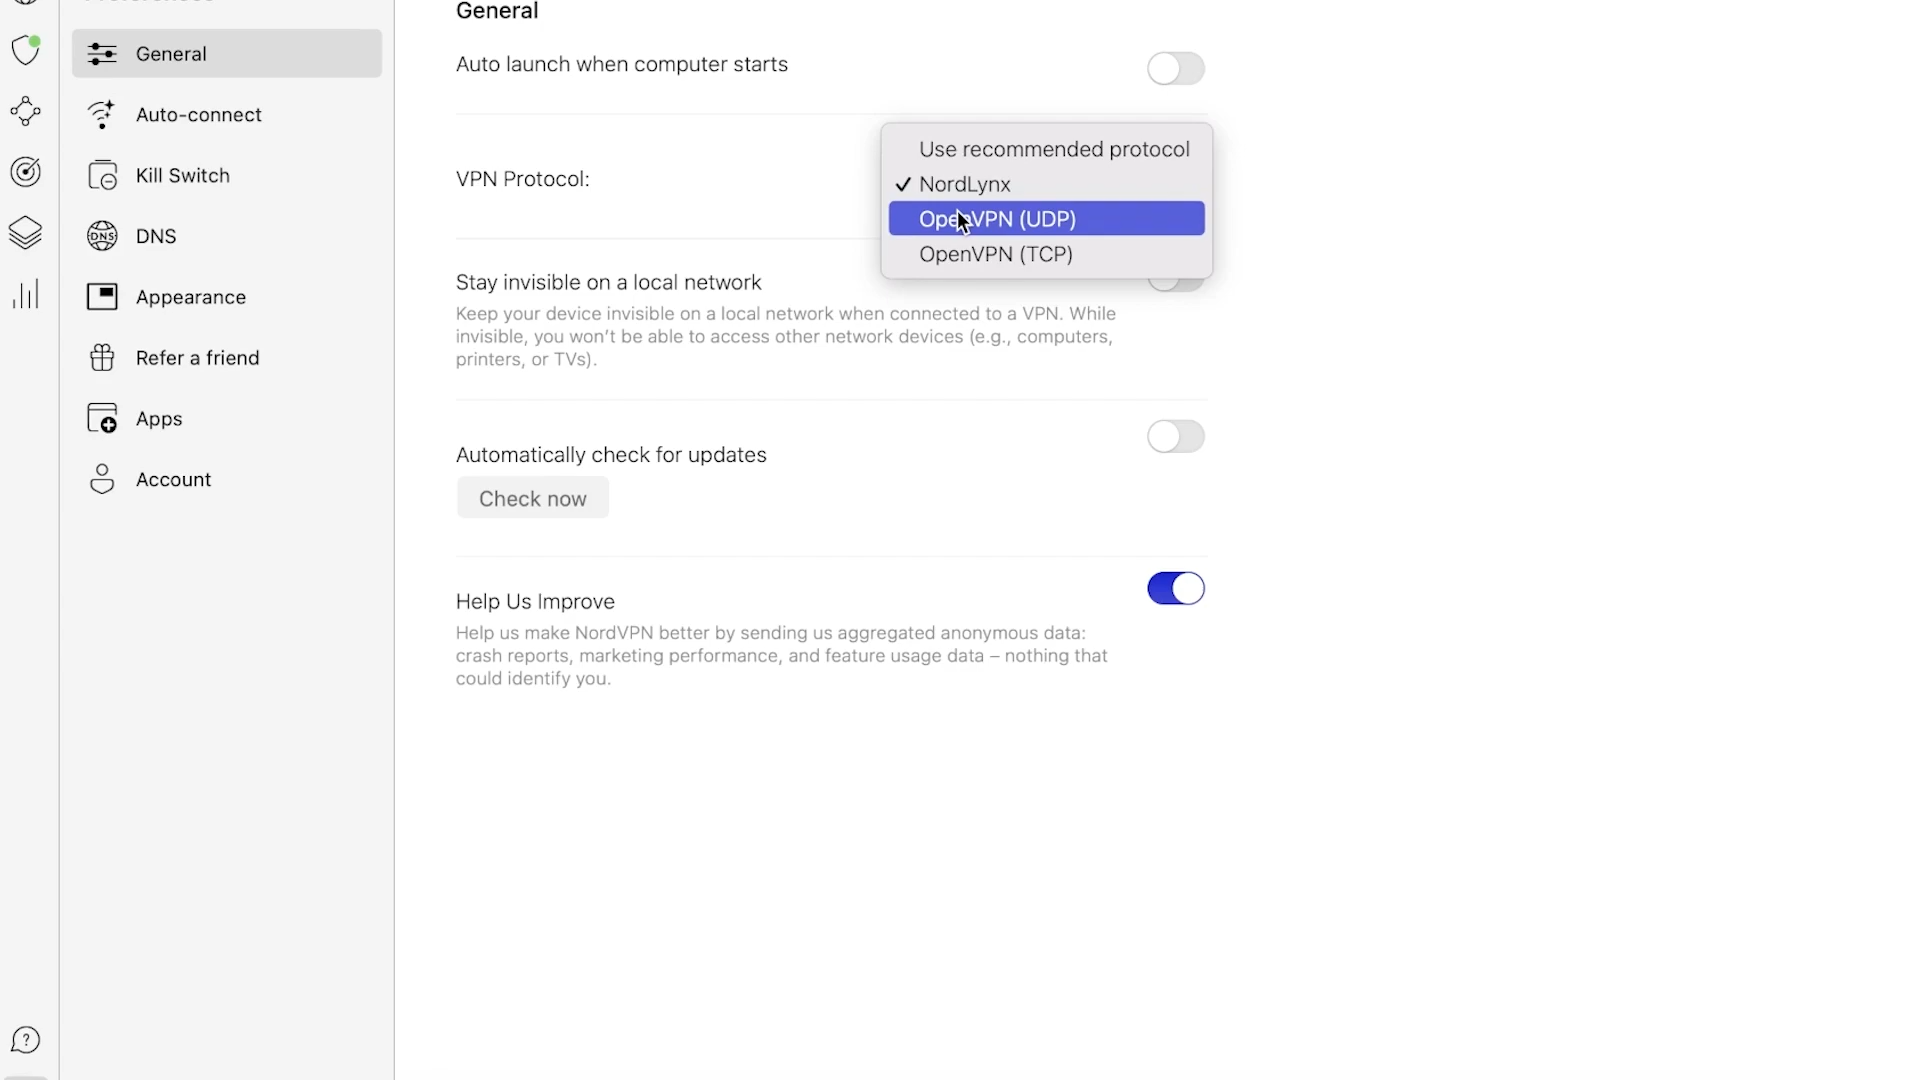 General
General
Auto launch when computer starts
Auto-connect
Use recommended protocol
VPN Protocol:
✓ NordLynx
Kill Switch
OpenVPN (UDP)
DNS
OpenVPN (TCP)
Stay invisible on a local network
Appearance
Keep your device invisible on a local network when connected to a VPN. While
invisible, you won't be able to access other network devices (e.g., computers,
printers, or TVs).
Refer a friend
Apps
Automatically check for updates
Account
Check now
Help Us Improve
Help us make NordVPN better by sending us aggregated anonymous data:
crash reports, marketing performance, and feature usage data – nothing that
could identify you.